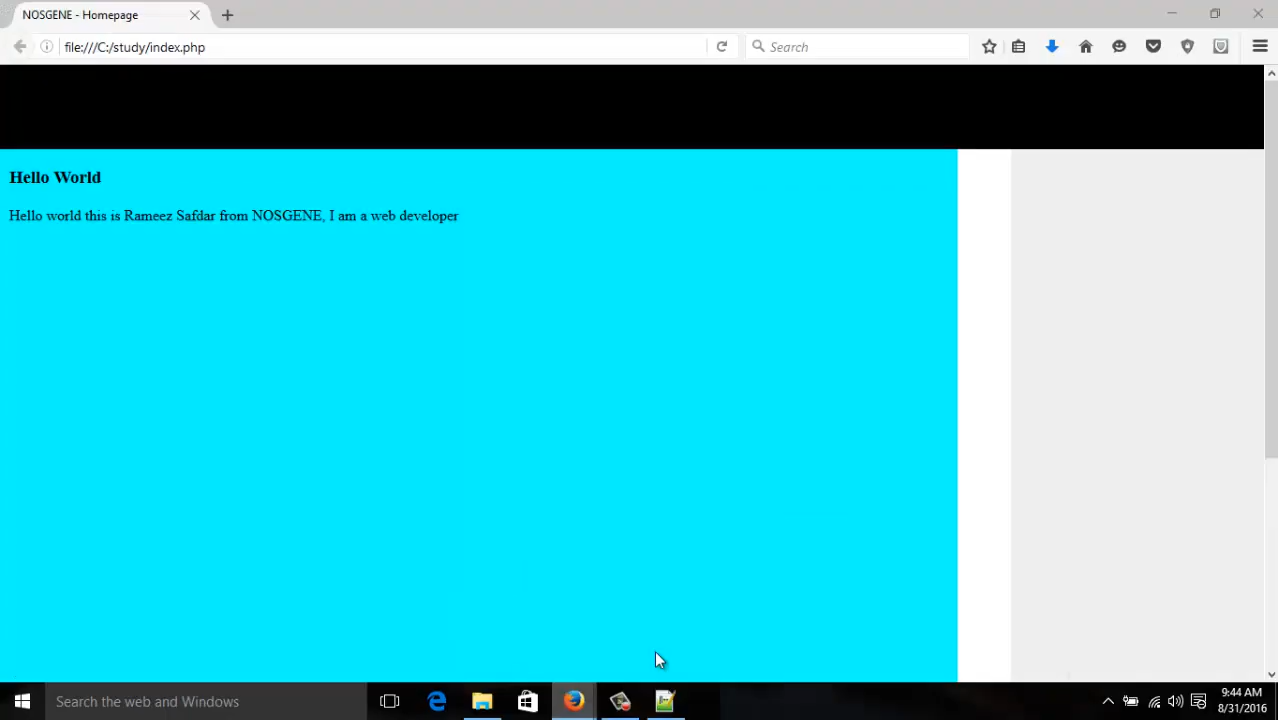 NOSGENE - Homepage
file:///C:/study/index.php
Search
Hello World
Hello world this is Rameez Safdar from NOSGENE, I am a web developer
Search the web and Windows
9:44 AM
8/31/2016